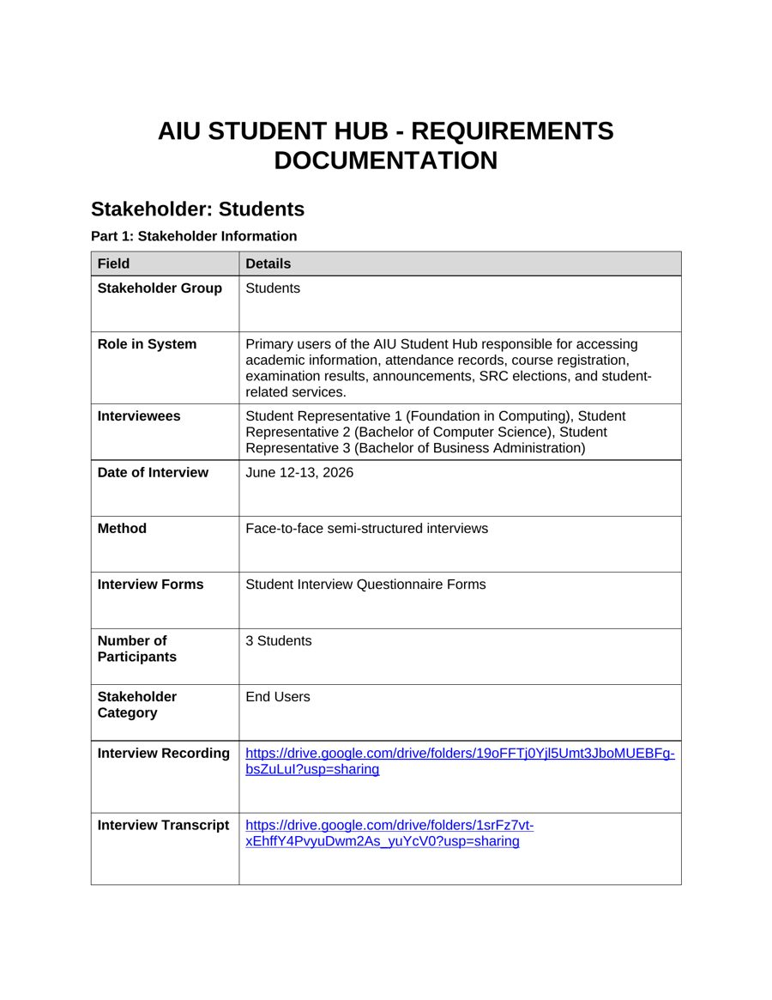 AIU STUDENT HUB - REQUIREMENTS
DOCUMENTATION
Stakeholder: Students
Part 1: Stakeholder Information
Field Details
Stakeholder Group Students
Role in System Primary users of the AIU Student Hub responsible for accessing
academic information, attendance records, course registration,
examination results, announcements, SRC elections, and student-
related services.
Interviewees Student Representative 1 (Foundation in Computing), Student
Representative 2 (Bachelor of Computer Science), Student
Representative 3 (Bachelor of Business Administration)
Date of Interview June 12-13, 2026
Method Face-to-face semi-structured interviews
Interview Forms Student Interview Questionnaire Forms
Number of 3 Students
Participants
Stakeholder End Users
Category
Interview Recording https://drive.google.com/drive/folders/19oFFTj0Yjl5Umt3JboMUEBFg-
bsZuLuI?usp=sharing
Interview Transcript https://drive.google.com/drive/folders/1srFz7vt-
xEhffY4PvyuDwm2As_yuYcV0?usp=sharing